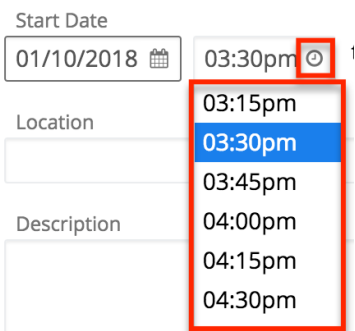 Start Date
01/10/2018 03:30pm t
03:15pm
Location
03:30pm
03:45pm
04:00pm
Description
04:15pm
04:30pm